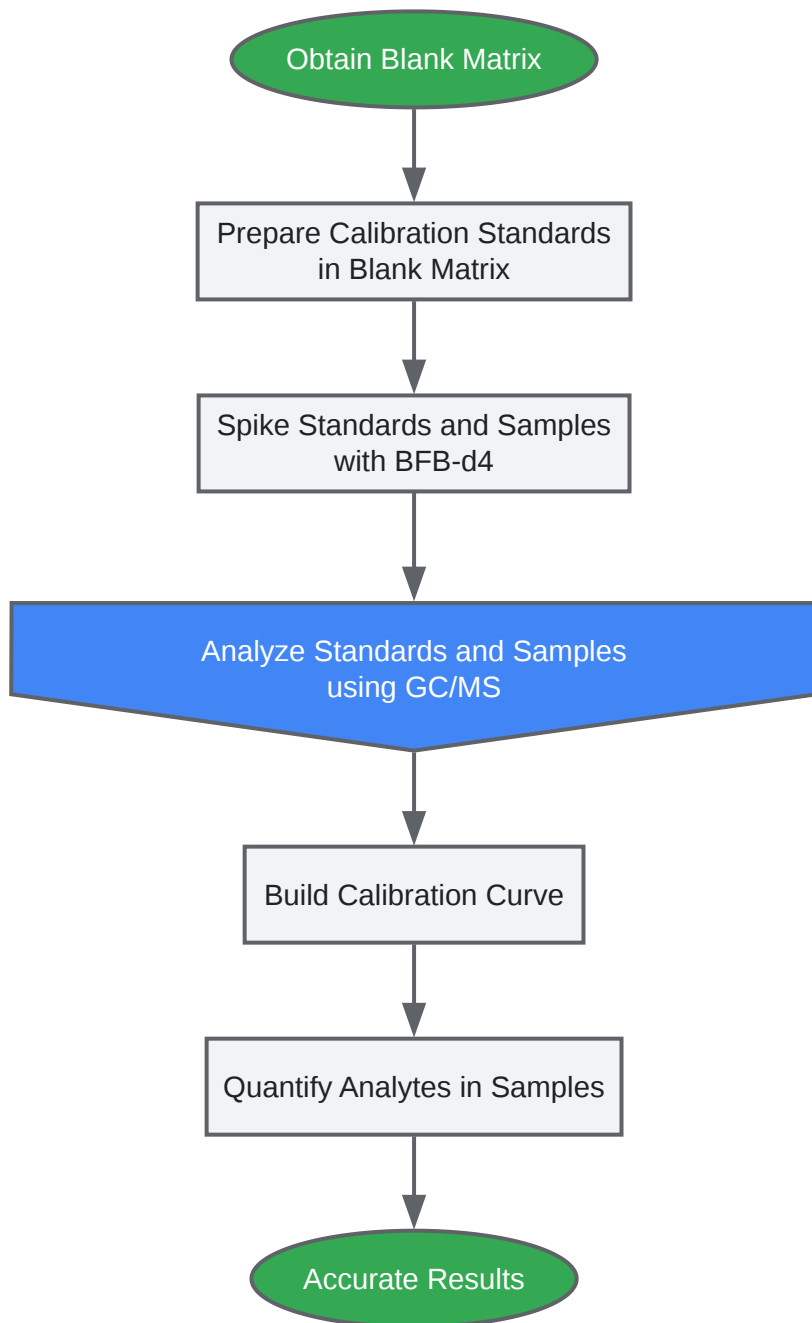 Obtain Blank Matrix
Prepare Calibration Standards
in Blank Matrix
Spike Standards and Samples
with BFB-d4
Analyze Standards and Samples
using GC/MS
Build Calibration Curve
Quantify Analytes in Samples
Accurate Results